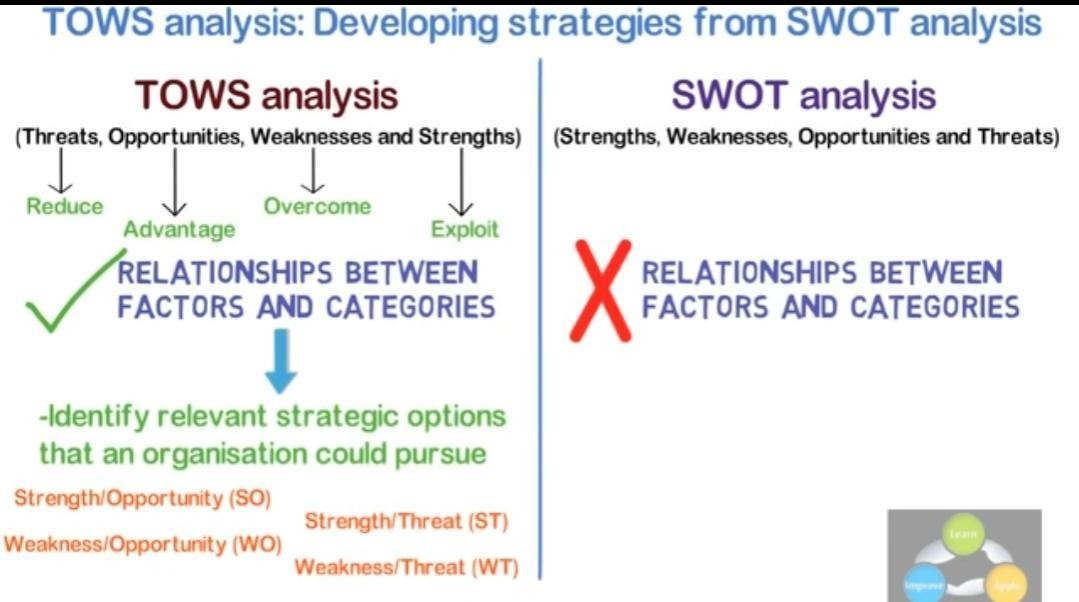 TOWS analysis: Developing strategies from SWOT analysis
TOWS analysis
(Threats, Opportunities, Weaknesses and Strengths)
Reduce
Advantage
Overcome
Exploit
RELATIONSHIPS BETWEEN
FACTORS AND CATEGORIES
-Identify relevant strategic options
that an organisation could pursue
Strength/Opportunity (SO)
Strength/Threat (ST)
Weakness/Opportunity (WO)
Weakness/Threat (WT)
SWOT analysis
(Strengths, Weaknesses, Opportunities and Threats)
RELATIONSHIPS BETWEEN
FACTORS AND CATEGORIES
Learn
Improve
Apply